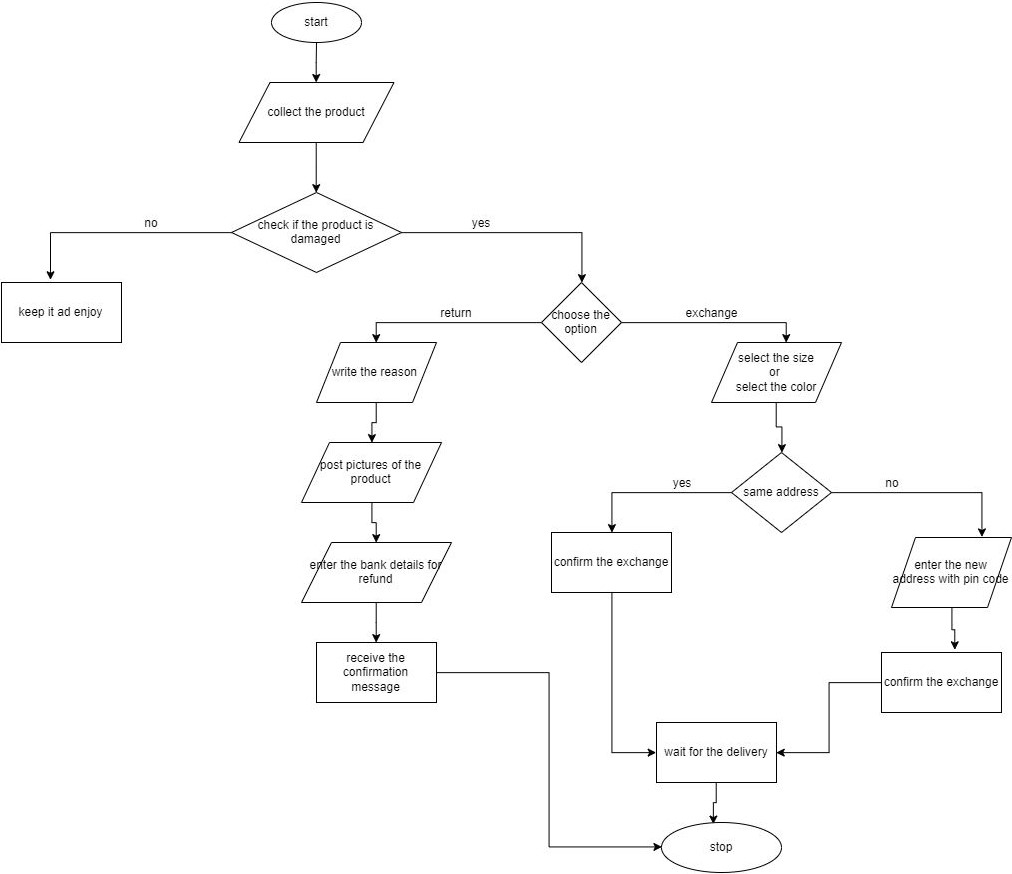 start
collect the product
check if the product is
damaged
no
yes
keep it ad enjoy
choose the
option
return
exchange
write the reason
select the size
or
select the color
post pictures of the
product
same address
yes
no
enter the bank details for
refund
confirm the exchange
enter the new
address with pin code
receive the
confirmation
message
confirm the exchange
wait for the delivery
stop